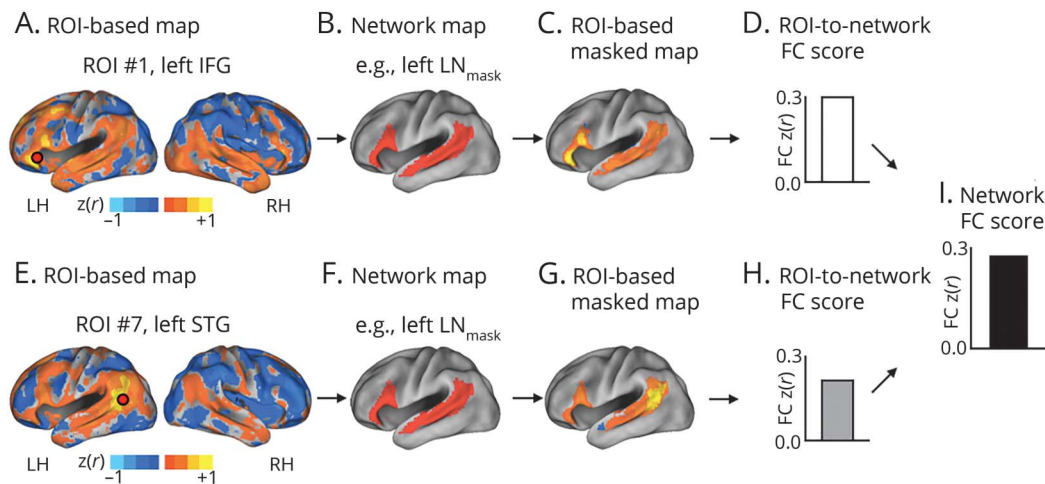 A. ROI-based map
ROI #1, left IFG
LH
z(r)
−1
+1
RH
B. Network map
e.g., left LNmask
C. ROI-based
masked map
D. ROI-to-network
FC score
0.3
FC z(r)
0.0
E. ROI-based map
ROI #7, left STG
LH
z(r)
−1
+1
RH
F. Network map
e.g., left LNmask
G. ROI-based
masked map
H. ROI-to-network
FC score
0.3
FC z(r)
0.0
I. Network
FC score
0.3
FC z(r)
0.0